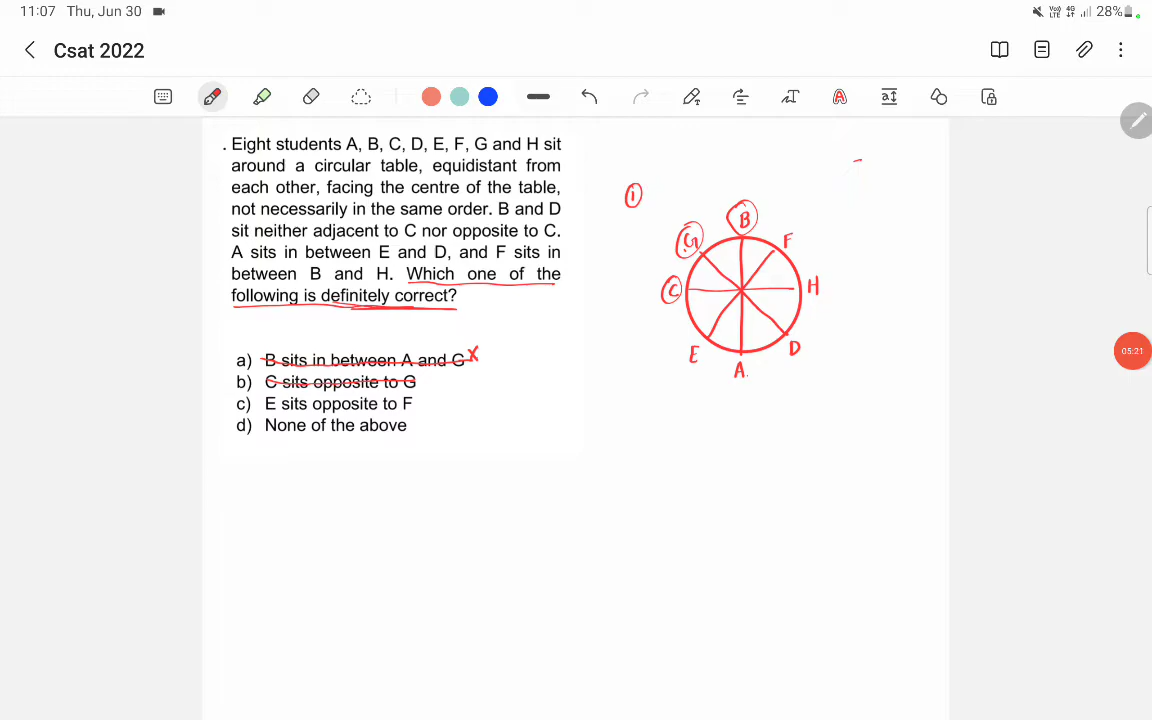 11:07 Thu, Jun 30
Vo)) LTE 4G 28%
Csat 2022
. Eight students A, B, C, D, E, F, G and H sit
around a circular table, equidistant from
each other, facing the centre of the table,
not necessarily in the same order. B and D
sit neither adjacent to C nor opposite to C.
A sits in between E and D, and F sits in
between B and H. Which one of the
following is definitely correct?
a) B sits in between A and G x
b) C sits opposite to G
c) E sits opposite to F
d) None of the above
1
B
G F
C H
E D
A.
05:21